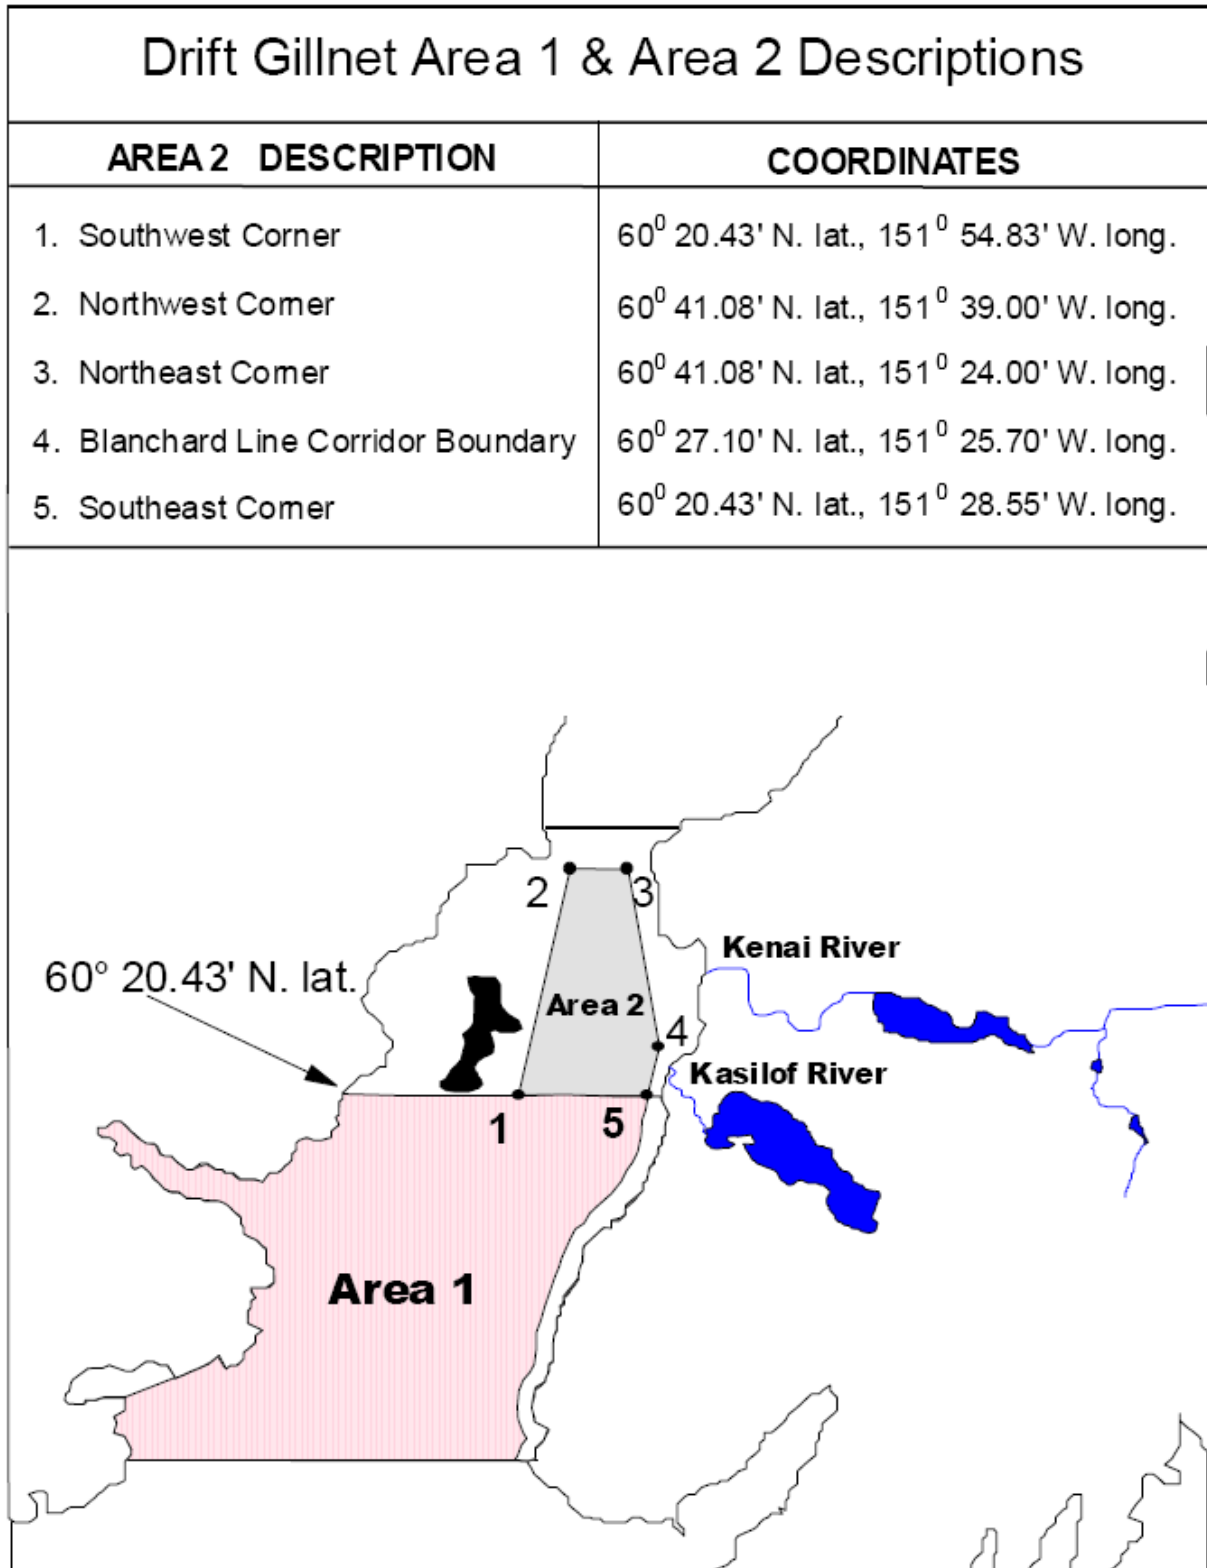 Drift Gillnet Area 1 & Area 2 Descriptions
AREA 2 DESCRIPTION
COORDINATES
1. Southwest Corner
60⁰ 20.43' N. lat., 151⁰ 54.83' W. long.
2. Northwest Corner
60⁰ 41.08' N. lat., 151⁰ 39.00' W. long.
3. Northeast Corner
60⁰ 41.08' N. lat., 151⁰ 24.00' W. long.
4. Blanchard Line Corridor Boundary
60⁰ 27.10' N. lat., 151⁰ 25.70' W. long.
5. Southeast Corner
60⁰ 20.43' N. lat., 151⁰ 28.55' W. long.
2
3
Kenai River
60° 20.43' N. lat.
Area 2
4
Kasilof River
1
5
Area 1